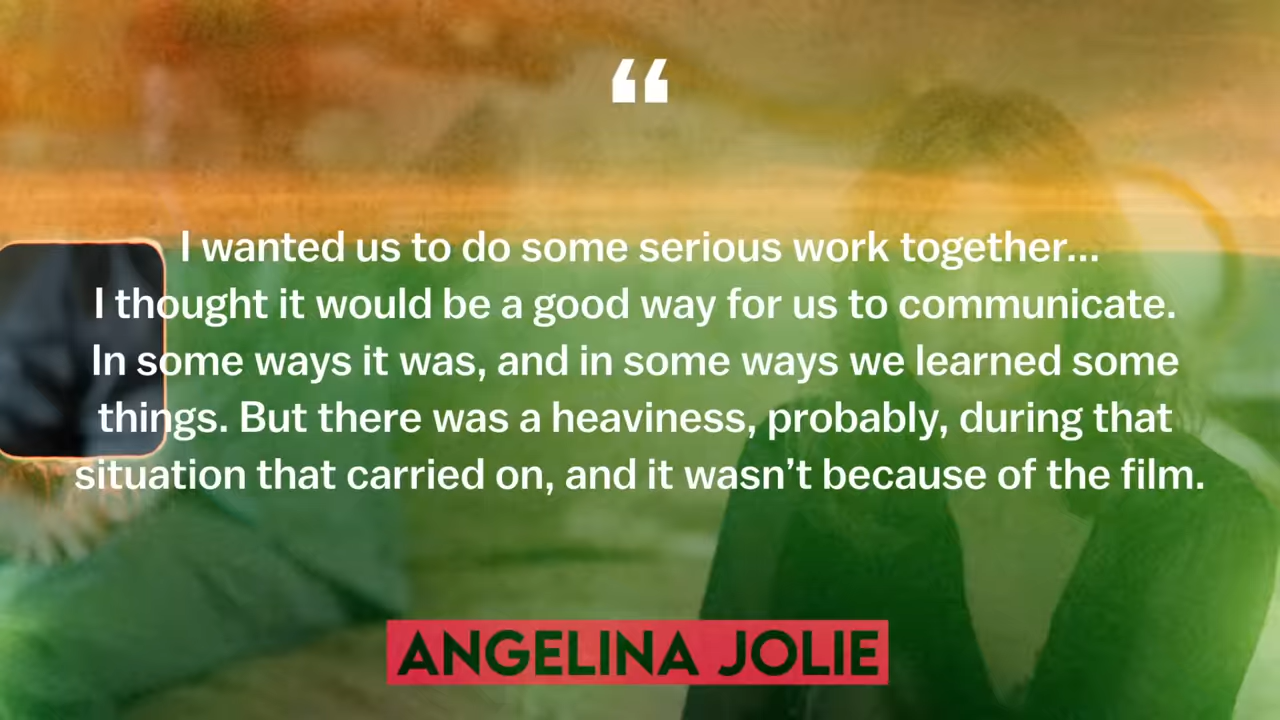 “
I wanted us to do some serious work together...
I thought it would be a good way for us to communicate.
In some ways it was, and in some ways we learned some
things. But there was a heaviness, probably, during that
situation that carried on, and it wasn’t because of the film.
ANGELINA JOLIE